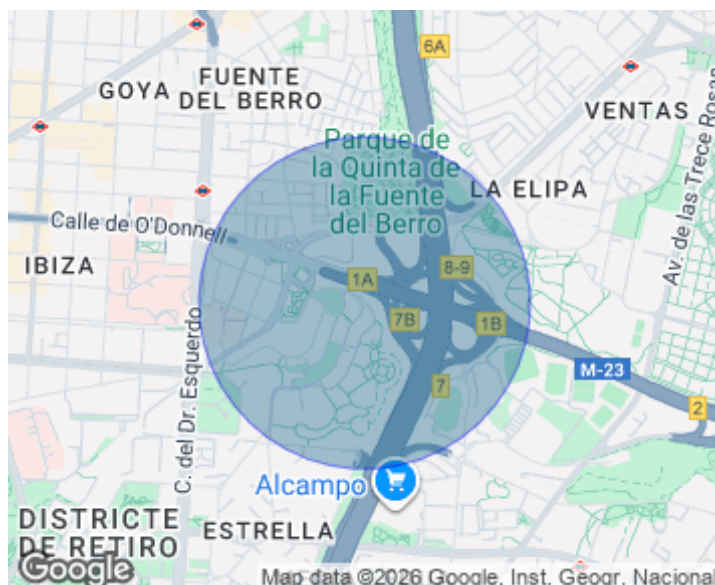 6A
GOYA
FUENTE
DEL BERRO
VENTAS
Av. de las Trece Rosas
Parque de
la Quinta de
la Fuente
del Berro
LA ELIPA
Calle de O'Donnell
IBIZA
1A
8-9
7B
1B
M-23
7
2
C. del Dr. Esquerdo
Alcampo
DISTRICTE
DE RETIRO
ESTRELLA
Google
Map data ©2026 Google, Inst. Geogr. Nacional